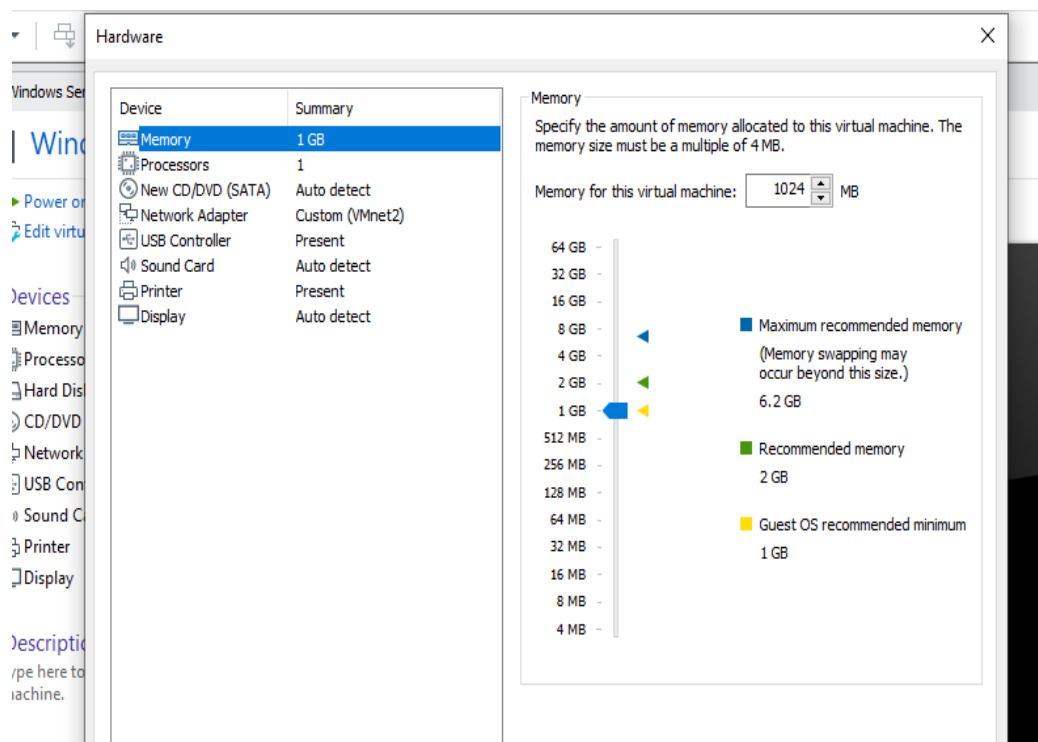 Hardware
Windows Ser
Wind
Power on
Edit virtu
Devices
Memory
Processo
Hard Dis
CD/DVD
Network
USB Con
Sound Ca
Printer
Display
Descriptio
ype here to
achine.
Device Summary
Memory 1 GB
Processors 1
New CD/DVD (SATA) Auto detect
Network Adapter Custom (VMnet2)
USB Controller Present
Sound Card Auto detect
Printer Present
Display Auto detect
Memory
Specify the amount of memory allocated to this virtual machine. The
memory size must be a multiple of 4 MB.
Memory for this virtual machine: 1024 MB
64 GB
32 GB
16 GB
8 GB
4 GB
2 GB
1 GB
512 MB
256 MB
128 MB
64 MB
32 MB
16 MB
8 MB
4 MB
Maximum recommended memory
(Memory swapping may
occur beyond this size.)
6.2 GB
Recommended memory
2 GB
Guest OS recommended minimum
1 GB